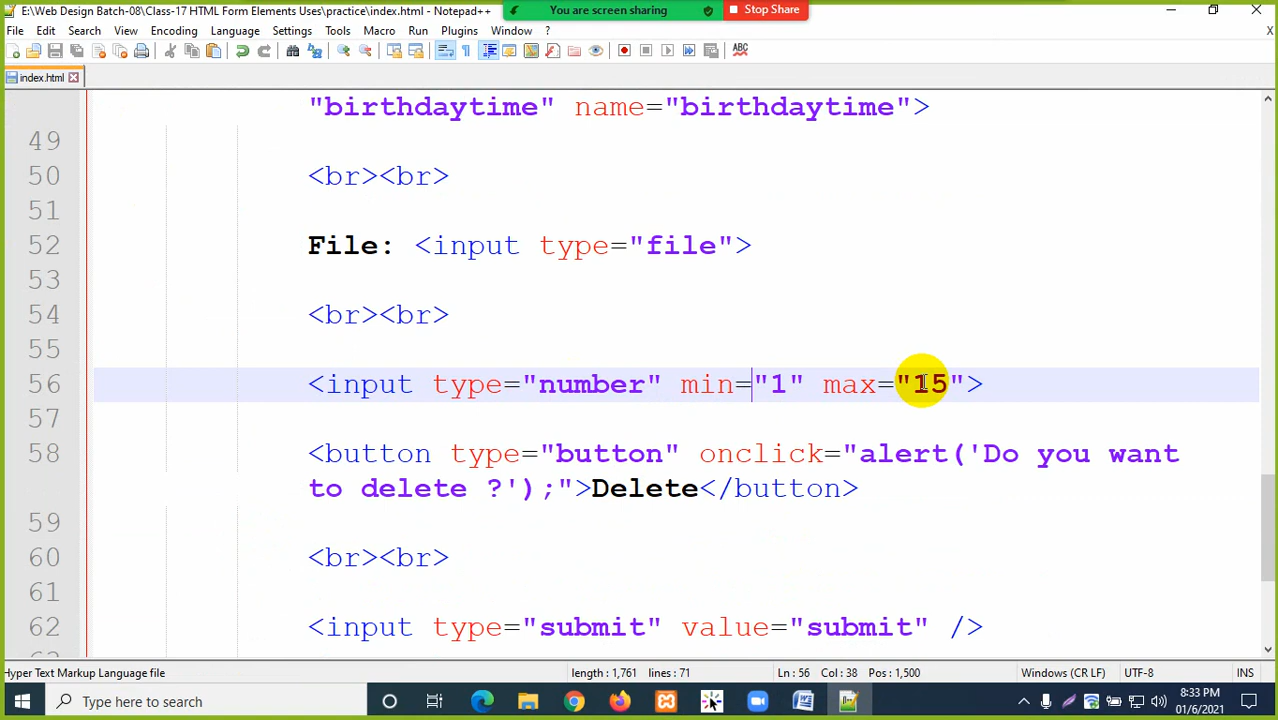 E:\Web Design Batch-08\Class-17 HTML Form Elements Uses\practice\index.html - Notepad++
You are screen sharing
Stop Share
File Edit Search View Encoding Language Settings Tools Macro Run Plugins Window ?
X
ABC
index.html
"birthdaytime" name="birthdaytime">
49
50 <br><br>
51
52 File: <input type="file">
53
54 <br><br>
55
56 <input type="number" min="1" max="15">
57
58 <button type="button" onclick="alert('Do you want
to delete ?');">Delete</button>
59
60 <br><br>
61
62 <input type="submit" value="submit" />
Hyper Text Markup Language file length : 1,761 lines : 71 Ln : 56 Col : 38 Pos : 1,500 Windows (CR LF) UTF-8 INS
Type here to search
8:33 PM
01/6/2021